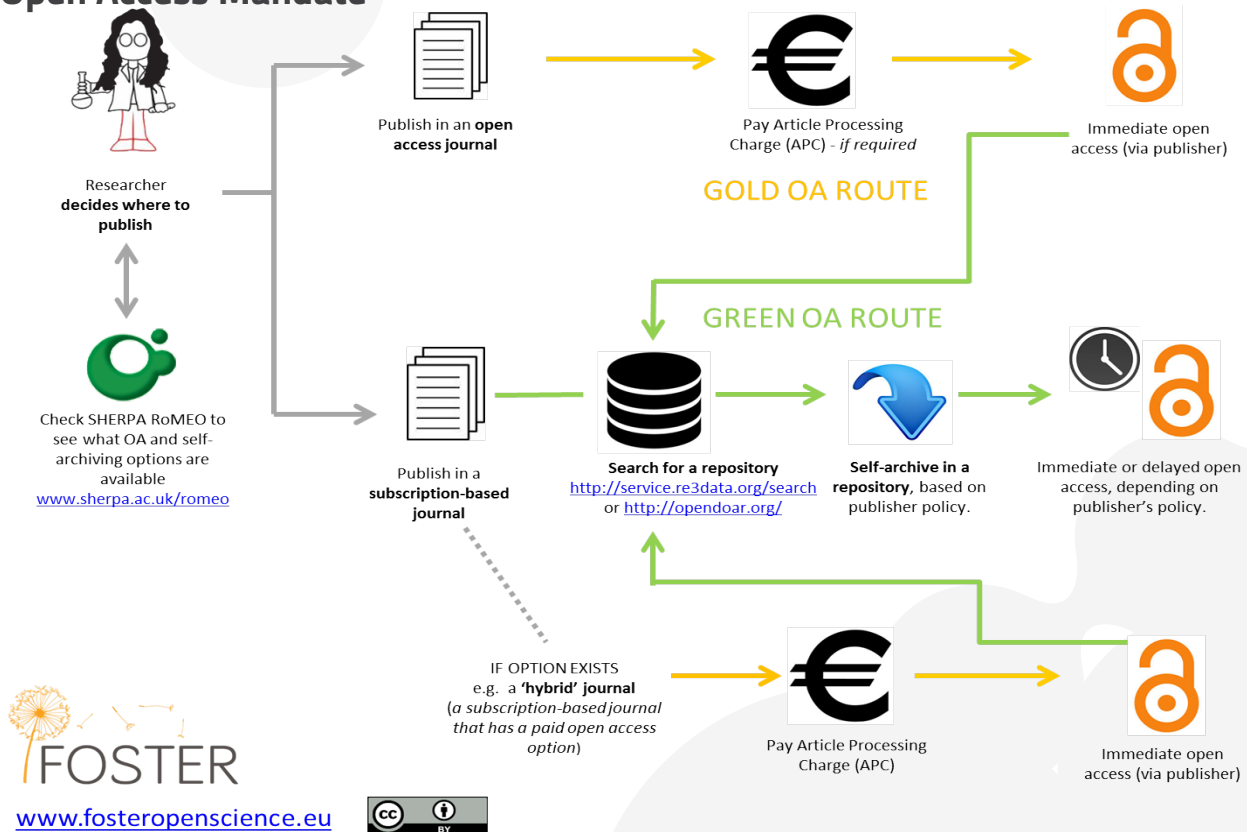 Open Access Mandate
Researcher
decides where to
publish
Publish in an open
access journal
Pay Article Processing
Charge (APC) - if required
Immediate open
access (via publisher)
GOLD OA ROUTE
GREEN OA ROUTE
Check SHERPA RoMEO to
see what OA and self-
archiving options are
available
www.sherpa.ac.uk/romeo
Publish in a
subscription-based
journal
Search for a repository
http://service.re3data.org/search
or http://opendoar.org/
Self-archive in a
repository, based on
publisher policy.
Immediate or delayed open
access, depending on
publisher's policy.
IF OPTION EXISTS
e.g. a 'hybrid' journal
(a subscription-based journal
that has a paid open access
option)
Pay Article Processing
Charge (APC)
Immediate open
access (via publisher)
FOSTER
www.fosteropenscience.eu
cc
BY